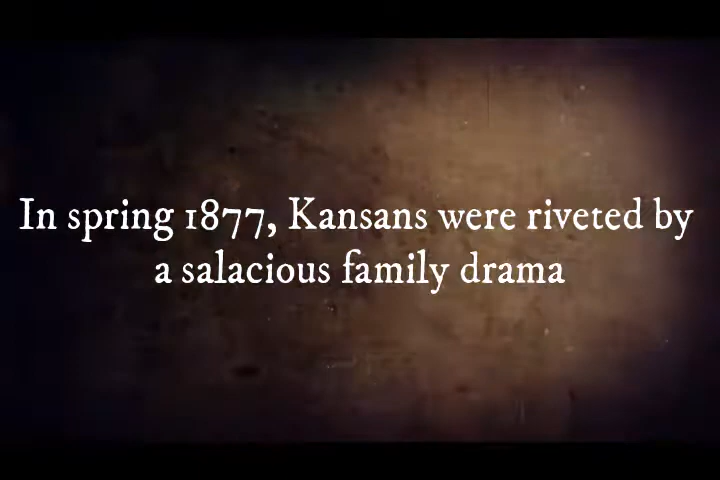 In spring 1877, Kansans were riveted by
a salacious family drama